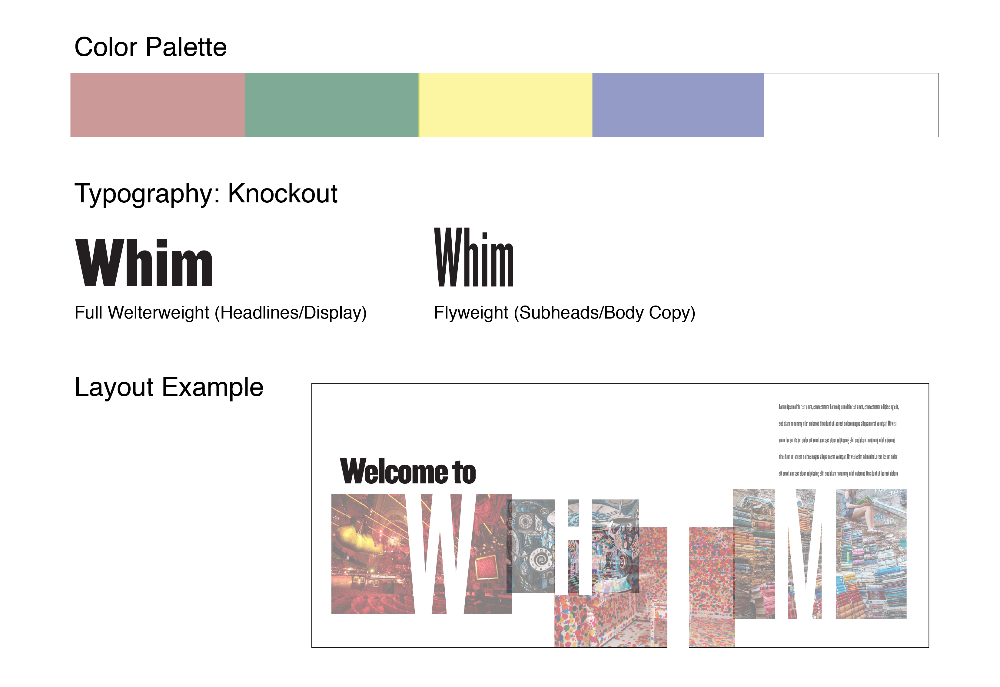 Color Palette
Typography: Knockout
Whim
Whim
Full Welterweight (Headlines/Display)
Flyweight (Subheads/Body Copy)
Layout Example
Lorem ipsum dolor sit amet, consectetuer Lorem ipsum dolor sit amet, consectetuer adipiscing elit,
sed diam nonummy nibh euismod tincidunt ut laoreet dolore magna aliquam erat volutpat. Ut wisi
enim Lorem ipsum dolor sit amet, consectetuer adipiscing elit, sed diam nonummy nibh euismod
tincidunt ut laoreet dolore magna aliquam erat volutpat. Ut wisi enim ad minim Lorem ipsum dolor
sit amet, consectetuer adipiscing elit, sed diam nonummy nibh euismod tincidunt ut laoreet dolore
Welcome to
W H I M
THE
GO
UP